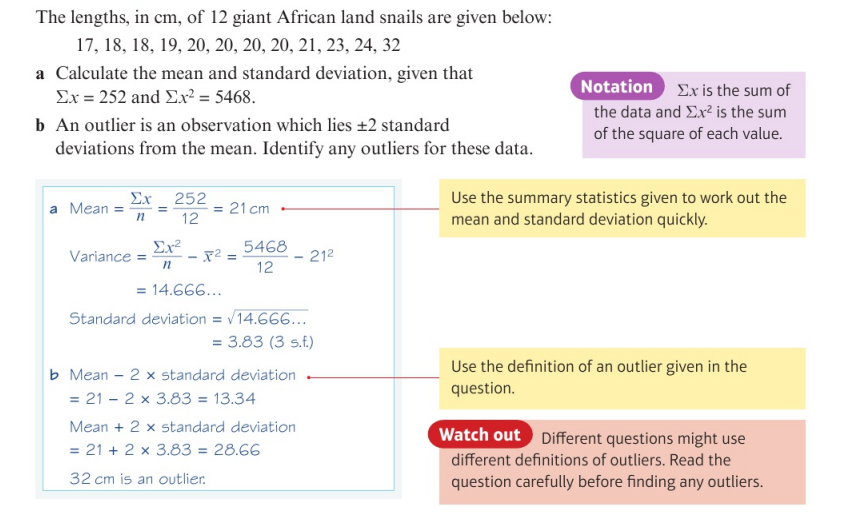 The lengths, in cm, of 12 giant African land snails are given below:
17, 18, 18, 19, 20, 20, 20, 20, 21, 23, 24, 32
a Calculate the mean and standard deviation, given that
Σx = 252 and Σx² = 5468.
b An outlier is an observation which lies ±2 standard
deviations from the mean. Identify any outliers for these data.
Notation Σx is the sum of
the data and Σx² is the sum
of the square of each value.
a Mean = Σx/n = 252/12 = 21 cm
Variance = Σx²/n − x̄² = 5468/12 − 21²
= 14.666...
Standard deviation = √14.666...
= 3.83 (3 s.f.)
b Mean − 2 × standard deviation
= 21 − 2 × 3.83 = 13.34
Mean + 2 × standard deviation
= 21 + 2 × 3.83 = 28.66
32 cm is an outlier.
Use the summary statistics given to work out the
mean and standard deviation quickly.
Use the definition of an outlier given in the
question.
Watch out Different questions might use
different definitions of outliers. Read the
question carefully before finding any outliers.